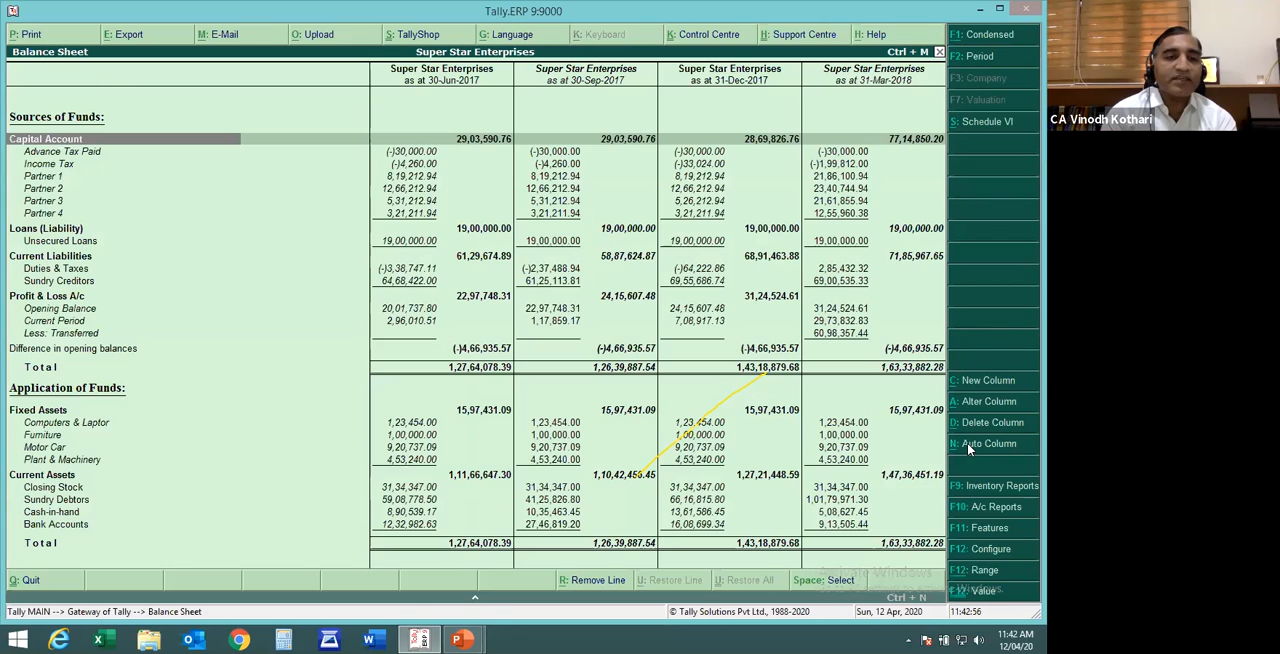 Tally.ERP 9:9000
P: Print E: Export M: E-Mail O: Upload S: TallyShop G: Language K: Keyboard K: Control Centre H: Support Centre H: Help
Balance Sheet Super Star Enterprises Ctrl + M
Super Star Enterprises Super Star Enterprises Super Star Enterprises Super Star Enterprises
as at 30-Jun-2017 as at 30-Sep-2017 as at 31-Dec-2017 as at 31-Mar-2018
Sources of Funds:
Capital Account 29,03,590.76 29,03,590.76 28,69,826.76 77,14,850.20
Advance Tax Paid (-)30,000.00 (-)30,000.00 (-)30,000.00 (-)30,000.00
Income Tax (-)4,260.00 (-)4,260.00 (-)33,024.00 (-)1,99,812.00
Partner 1 8,19,212.94 8,19,212.94 8,19,212.94 21,86,100.94
Partner 2 12,66,212.94 12,66,212.94 12,66,212.94 23,40,744.94
Partner 3 5,31,212.94 5,31,212.94 5,26,212.94 21,61,855.94
Partner 4 3,21,211.94 3,21,211.94 3,21,211.94 12,55,960.38
Loans (Liability) 19,00,000.00 19,00,000.00 19,00,000.00 19,00,000.00
Unsecured Loans 19,00,000.00 19,00,000.00 19,00,000.00 19,00,000.00
Current Liabilities 61,29,674.89 58,87,624.87 68,91,463.88 71,85,967.65
Duties & Taxes (-)3,38,747.11 (-)2,37,488.94 (-)64,222.86 2,85,432.32
Sundry Creditors 64,68,422.00 61,25,113.81 69,55,686.74 69,00,535.33
Profit & Loss A/c 22,97,748.31 24,15,607.48 31,24,524.61
Opening Balance 20,01,737.80 22,97,748.31 24,15,607.48 31,24,524.61
Current Period 2,96,010.51 1,17,859.17 7,08,917.13 29,73,832.83
Less: Transferred 60,98,357.44
Difference in opening balances (-)4,66,935.57 (-)4,66,935.57 (-)4,66,935.57 (-)4,66,935.57
Total 1,27,64,078.39 1,26,39,887.54 1,43,18,879.68 1,63,33,882.28
Application of Funds:
Fixed Assets 15,97,431.09 15,97,431.09 15,97,431.09 15,97,431.09
Computers & Laptor 1,23,454.00 1,23,454.00 1,23,454.00 1,23,454.00
Furniture 1,00,000.00 1,00,000.00 1,00,000.00 1,00,000.00
Motor Car 9,20,737.09 9,20,737.09 9,20,737.09 9,20,737.09
Plant & Machinery 4,53,240.00 4,53,240.00 4,53,240.00 4,53,240.00
Current Assets 1,11,66,647.30 1,10,42,456.45 1,27,21,448.59 1,47,36,451.19
Closing Stock 31,34,347.00 31,34,347.00 31,34,347.00 31,34,347.00
Sundry Debtors 59,08,778.50 41,25,826.80 66,16,815.80 1,01,79,971.30
Cash-in-hand 8,90,539.17 10,35,463.45 13,61,586.45 5,08,627.45
Bank Accounts 12,32,982.63 27,46,819.20 16,08,699.34 9,13,505.44
Total 1,27,64,078.39 1,26,39,887.54 1,43,18,879.68 1,63,33,882.28
Q: Quit R: Remove Line U: Restore Line U: Restore All Space: Select
Ctrl + N
Tally MAIN --> Gateway of Tally --> Balance Sheet © Tally Solutions Pvt Ltd., 1988-2020 Sun, 12 Apr, 2020 11:42:56
F1: Condensed
F2: Period
F3: Company
F7: Valuation
S: Schedule VI
C: New Column
A: Alter Column
D: Delete Column
N: Auto Column
F9: Inventory Reports
F10: A/c Reports
F11: Features
F12: Configure
F12: Range
F12: Value
Activate Windows
CA Vinodh Kothari
11:42 AM
12/04/20